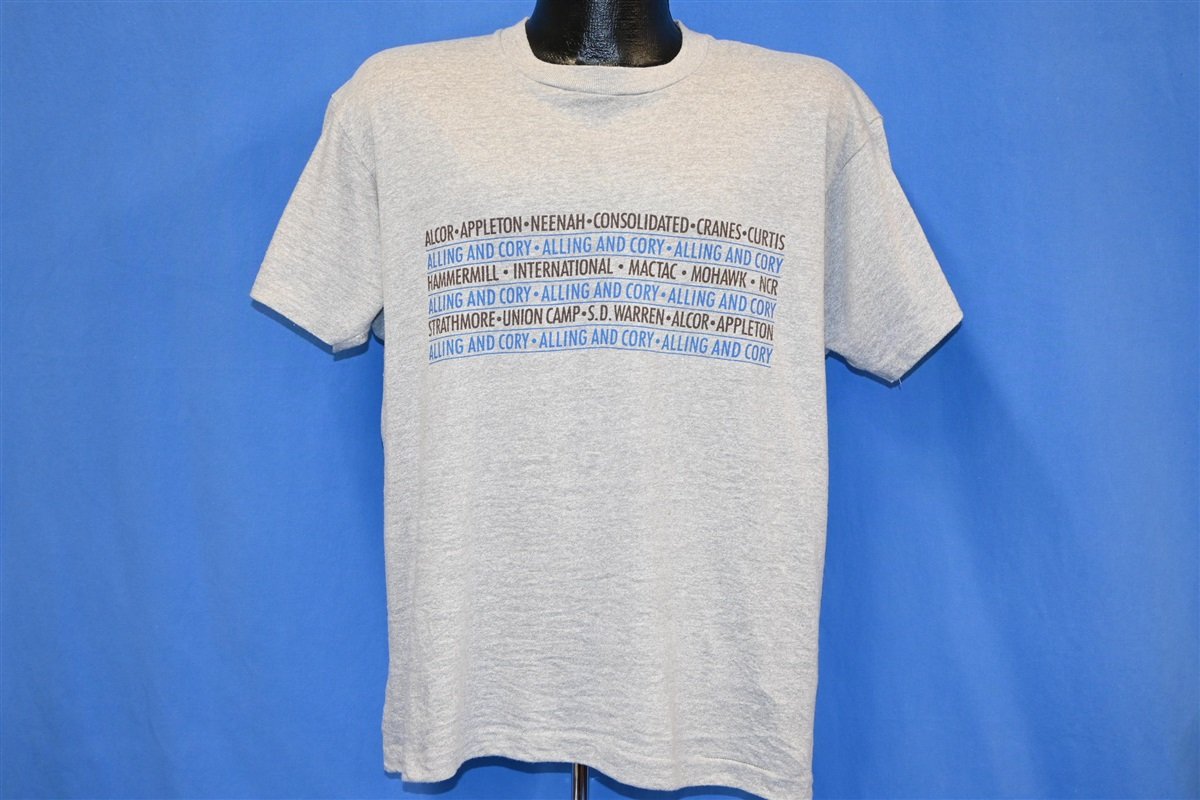 ALCOR•APPLETON•NEENAH•CONSOLIDATED•CRANES•CURTIS
ALLING AND CORY•ALLING AND CORY•ALLING AND CORY
HAMMERMILL • INTERNATIONAL • MACTAC • MOHAWK • NCR
ALLING AND CORY•ALLING AND CORY•ALLING AND CORY
STRATHMORE•UNION CAMP•S.D. WARREN•ALCOR•APPLETON
ALLING AND CORY•ALLING AND CORY•ALLING AND CORY